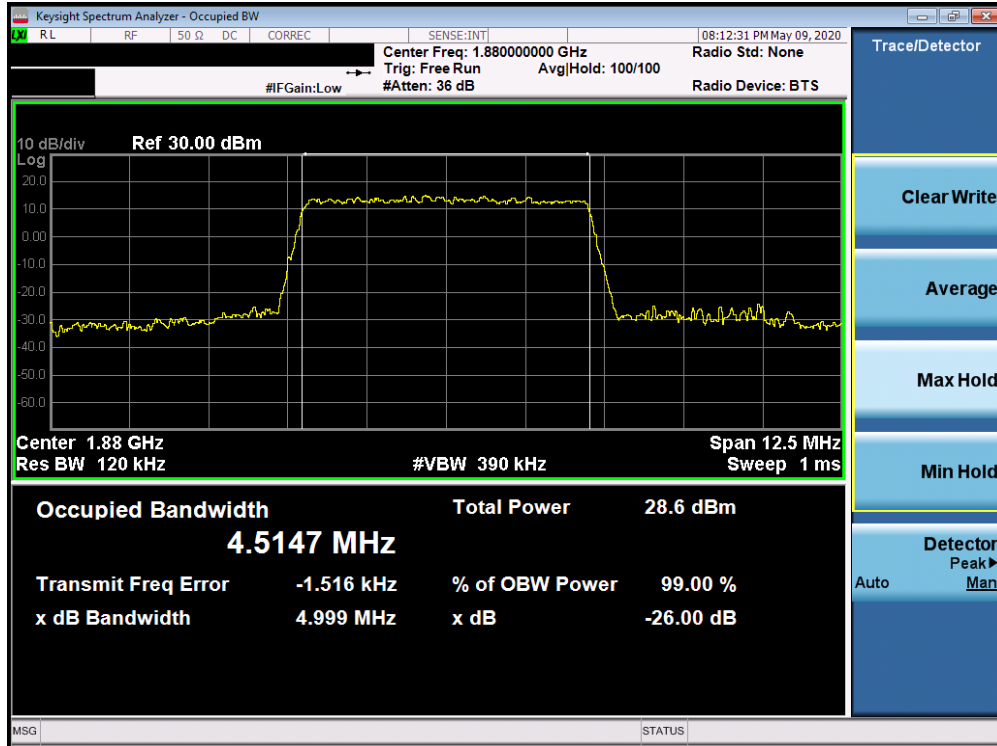 Keysight Spectrum Analyzer - Occupied BW
LXI RL RF 50 Ω DC CORREC SENSE:INT 08:12:31 PM May 09, 2020
Center Freq: 1.880000000 GHz Radio Std: None
Trig: Free Run Avg|Hold: 100/100
#IFGain:Low #Atten: 36 dB Radio Device: BTS
10 dB/div Ref 30.00 dBm
Log
20.0
10.0
0.00
-10.0
-20.0
-30.0
-40.0
-50.0
-60.0
Center 1.88 GHz Span 12.5 MHz
Res BW 120 kHz #VBW 390 kHz Sweep 1 ms
Occupied Bandwidth Total Power 28.6 dBm
4.5147 MHz
Transmit Freq Error -1.516 kHz % of OBW Power 99.00 %
x dB Bandwidth 4.999 MHz x dB -26.00 dB
MSG STATUS
Trace/Detector
Clear Write
Average
Max Hold
Min Hold
Detector
Peak▶
Auto Man